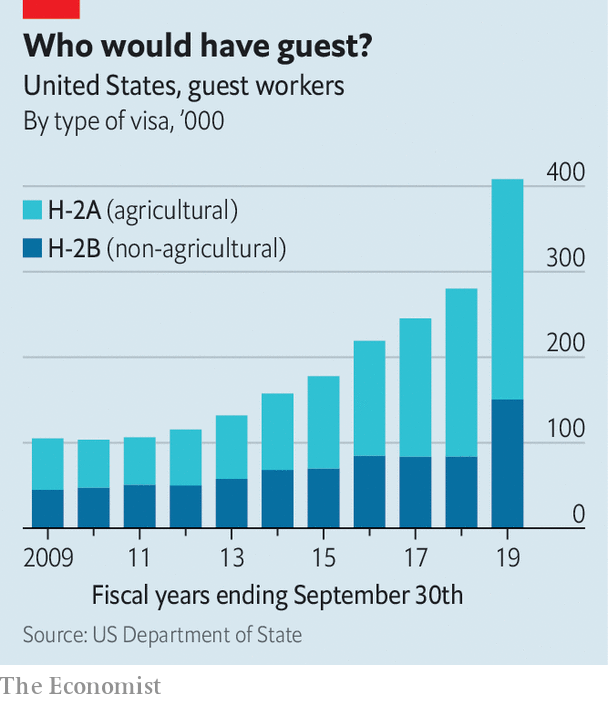 Who would have guest?
United States, guest workers
By type of visa, ’000
400
H-2A (agricultural)
H-2B (non-agricultural)
300
200
100
0
2009 11 13 15 17 19
Fiscal years ending September 30th
Source: US Department of State
The Economist